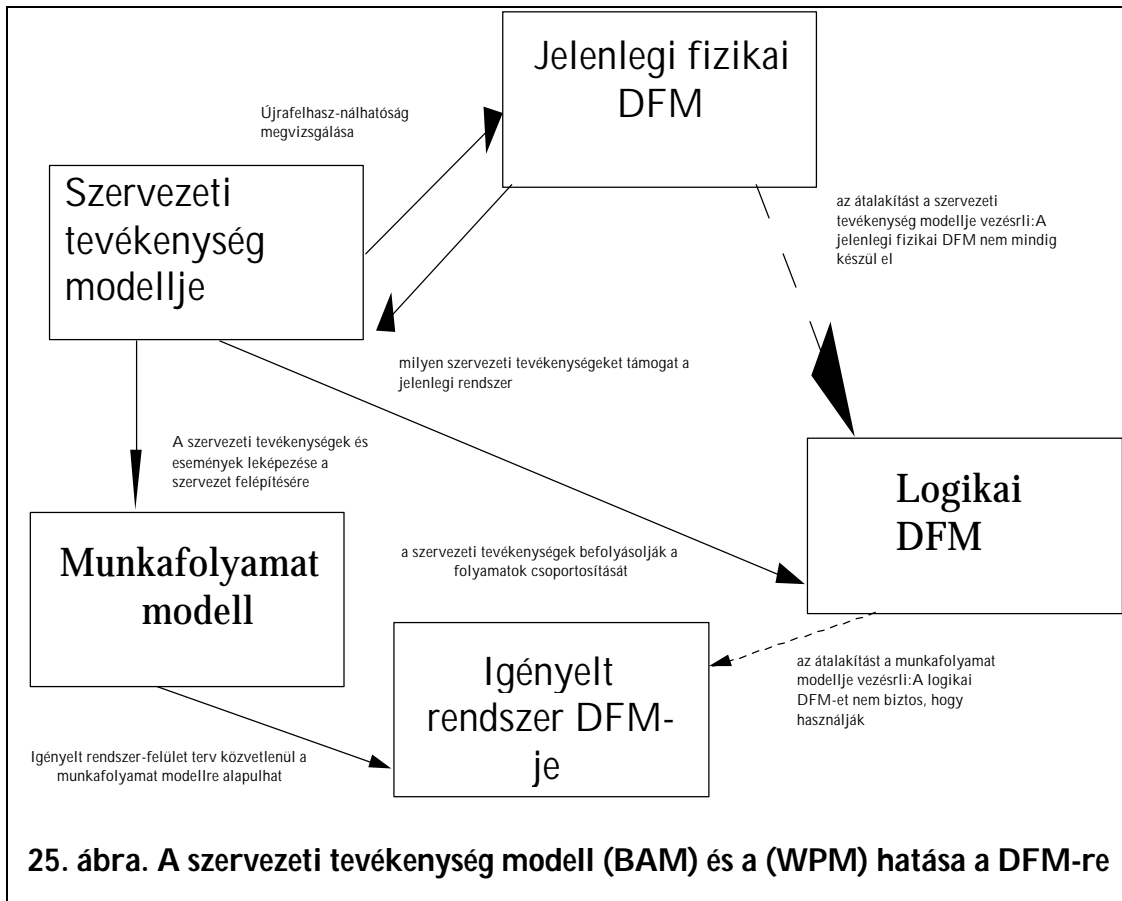 Jelenlegi fizikai
DFM
Újrafelhasz-nálhatóság
megvizsgálása
Szervezeti
tevékenység
modellje
az átalakítást a szervezeti
tevékenység modellje vezésrli:A
jelenlegi fizikai DFM nem mindig
készül el
milyen szervezeti tevékenységeket támogat a
jelenlegi rendszer
A szervezeti tevékenységek és
események leképezése a
szervezet felépítésére
Logikai
DFM
Munkafolyamat
modell
a szervezeti tevékenységek befolyásolják a
folyamatok csoportosítását
Igényelt
rendszer DFM-
je
az átalakítást a munkafolyamat
modellje vezésrli:A logikai
DFM-et nem biztos, hogy
használják
Igényelt rendszer-felület terv közvetlenül a
munkafolyamat modellre alapulhat
25. ábra. A szervezeti tevékenység modell (BAM) és a (WPM) hatása a DFM-re